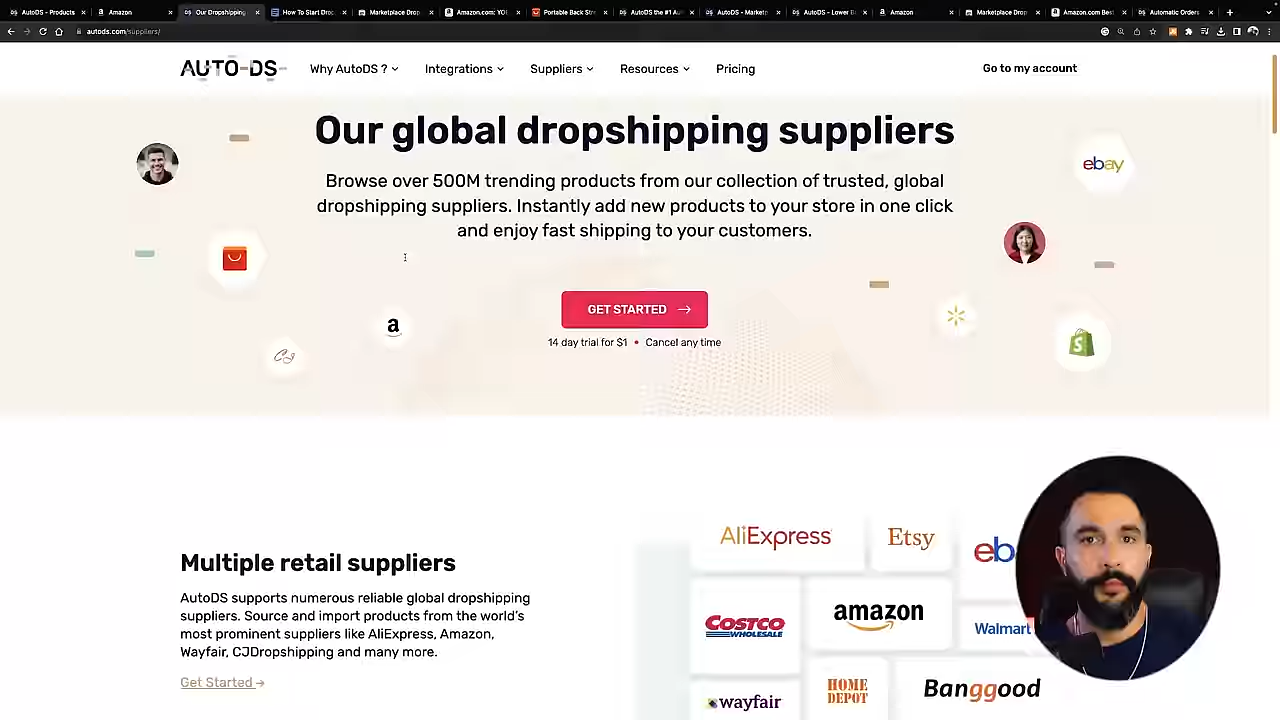 AutoDS - Products
Amazon
Our Dropshipping
How To Start Droc
Marketplace Drop
Amazon.com: YO
Portable Back Str
AutoDS the #1 A
AutoDS - Market
AutoDS - Lower B
Amazon
Marketplace Drop
Amazon.com Best
Automatic Orders
autods.com/suppliers/
AUTO-DS
Why AutoDS ?
Integrations
Suppliers
Resources
Pricing
Go to my account
Our global dropshipping suppliers
Browse over 500M trending products from our collection of trusted, global
dropshipping suppliers. Instantly add new products to your store in one click
and enjoy fast shipping to your customers.
ebay
a
GET STARTED
14 day trial for $1 • Cancel any time
Multiple retail suppliers
AutoDS supports numerous reliable global dropshipping
suppliers. Source and import products from the world's
most prominent suppliers like AliExpress, Amazon,
Wayfair, CJDropshipping and many more.
Get Started
AliExpress
Etsy
eb
COSTCO
WHOLESALE
amazon
Walmart
wayfair
HOME
DEPOT
Banggood